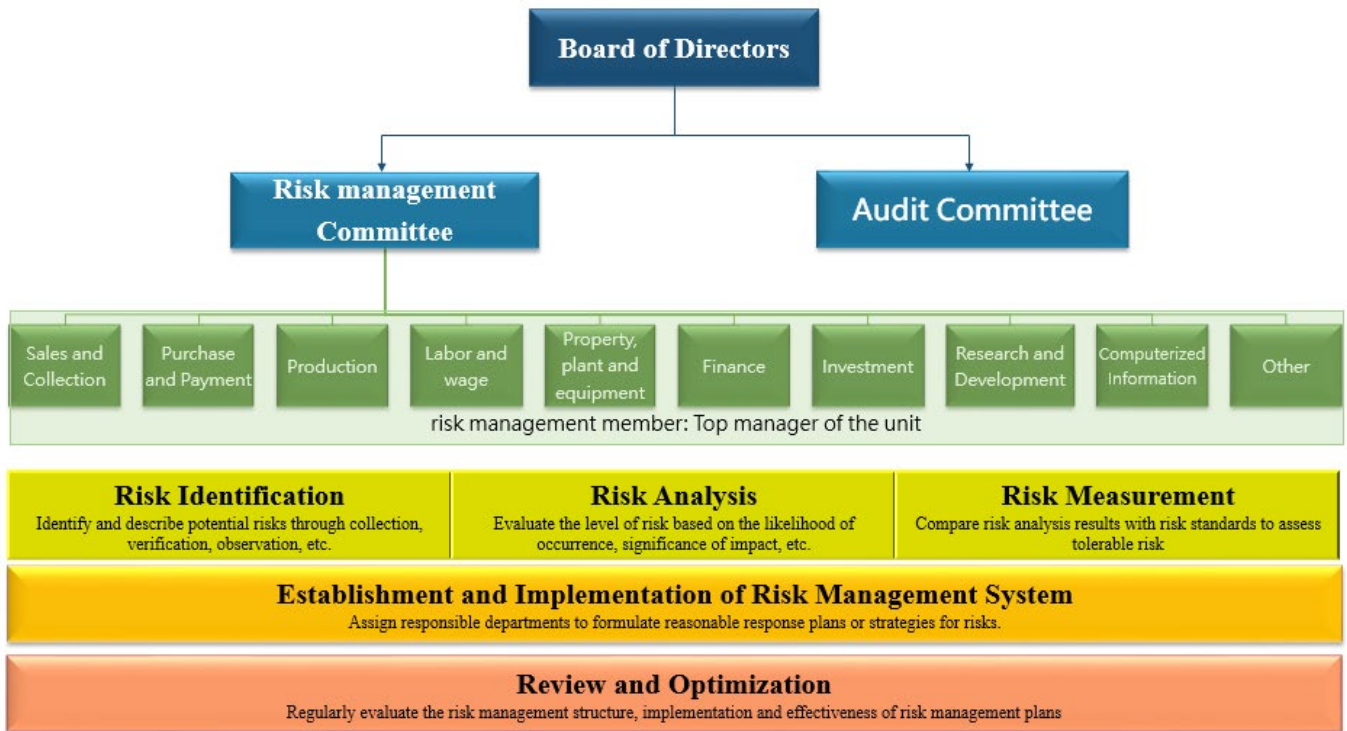 Board of Directors
Risk management
Committee
Audit Committee
Sales and
Collection
Purchase
and Payment
Production
Labor and
wage
Property,
plant and
equipment
Finance
Investment
Research and
Development
Computerized
Information
Other
risk management member: Top manager of the unit
Risk Identification
Identify and describe potential risks through collection,
verification, observation, etc.
Risk Analysis
Evaluate the level of risk based on the likelihood of
occurrence, significance of impact, etc.
Risk Measurement
Compare risk analysis results with risk standards to assess
tolerable risk
Establishment and Implementation of Risk Management System
Assign responsible departments to formulate reasonable response plans or strategies for risks.
Review and Optimization
Regularly evaluate the risk management structure, implementation and effectiveness of risk management plans